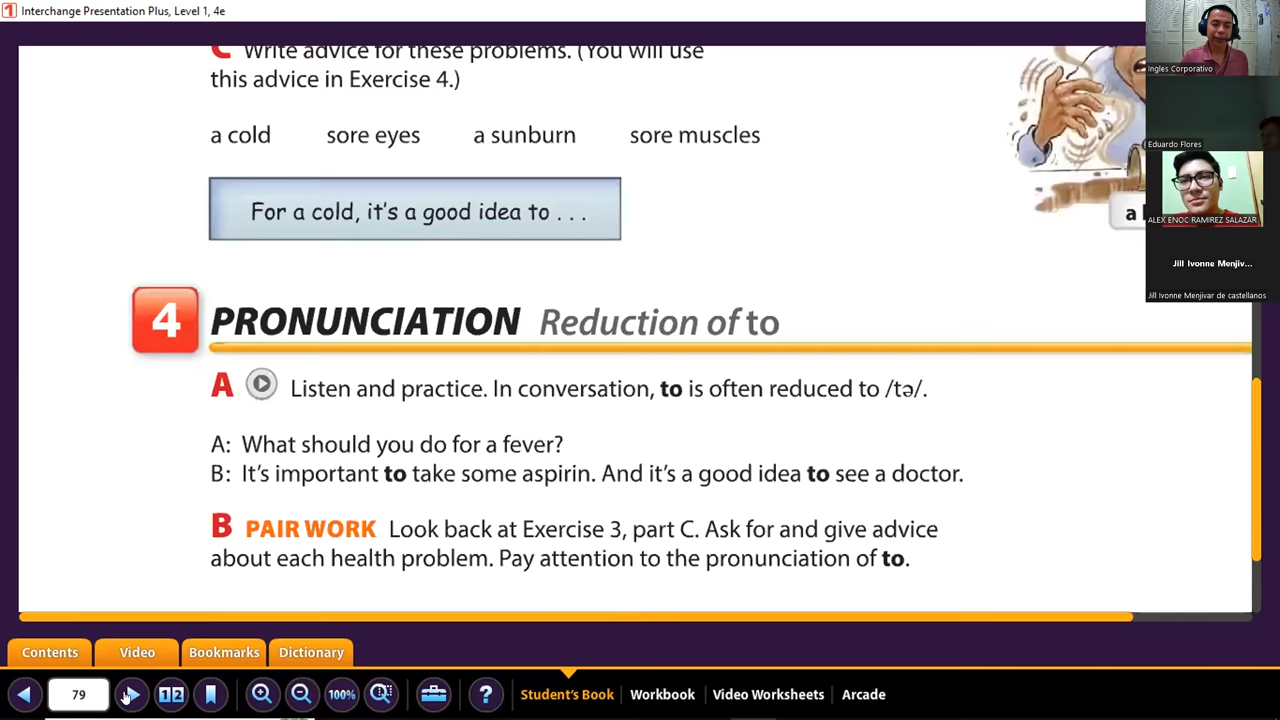 Interchange Presentation Plus, Level 1, 4e
C Write advice for these problems. (You will use
this advice in Exercise 4.)
a cold sore eyes a sunburn sore muscles
For a cold, it's a good idea to . . .
a
4 PRONUNCIATION Reduction of to
A Listen and practice. In conversation, to is often reduced to /tə/.
A: What should you do for a fever?
B: It's important to take some aspirin. And it's a good idea to see a doctor.
B PAIR WORK Look back at Exercise 3, part C. Ask for and give advice
about each health problem. Pay attention to the pronunciation of to.
Ingles Corporativo
Eduardo Flores
ALEX ENOC RAMIREZ SALAZAR
Jill Ivonne Menjiv...
Jill Ivonne Menjivar de castellanos
Contents Video Bookmarks Dictionary
79 12 100% ? Student's Book Workbook Video Worksheets Arcade